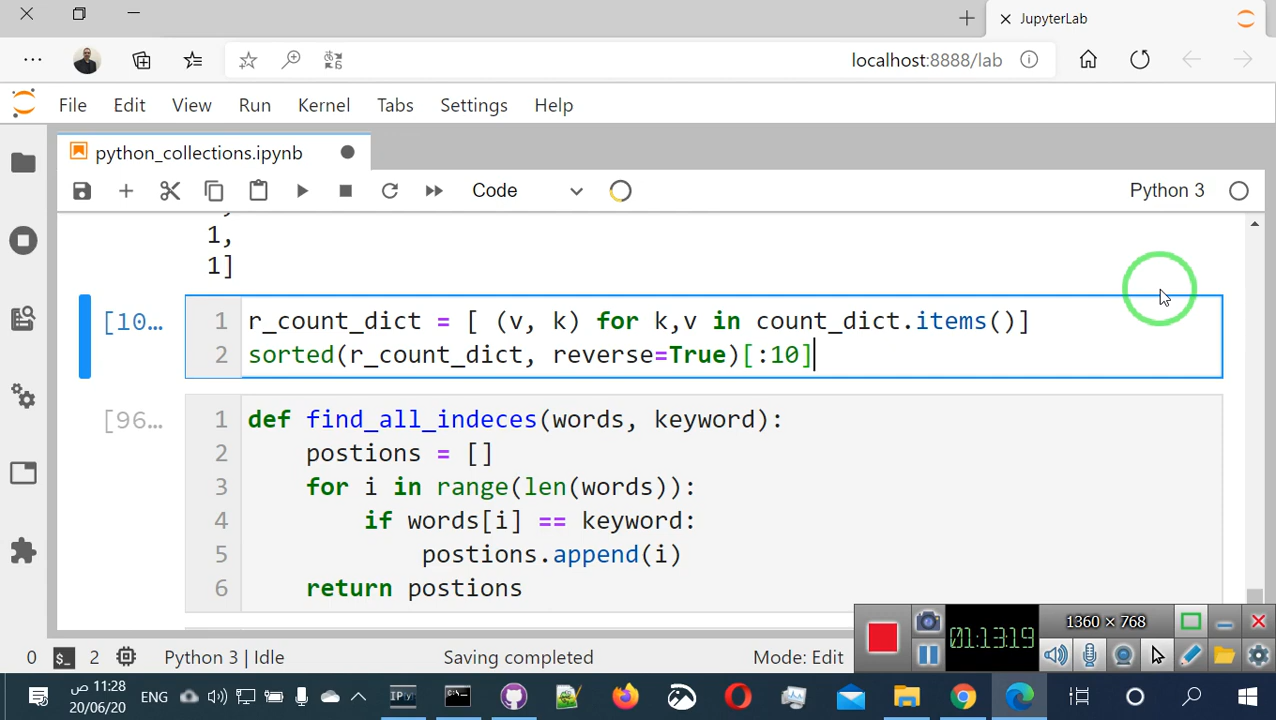 JupyterLab
localhost:8888/lab
File Edit View Run Kernel Tabs Settings Help
python_collections.ipynb
Code
Python 3
1,
1]
[10…
1 r_count_dict = [ (v, k) for k,v in count_dict.items()]
2 sorted(r_count_dict, reverse=True)[:10]
[96…
1 def find_all_indeces(words, keyword):
2 postions = []
3 for i in range(len(words)):
4 if words[i] == keyword:
5 postions.append(i)
6 return postions
1360 × 768
01:13:19
0 2 Python 3 | Idle Saving completed Mode: Edit
11:28 ص
20/06/20
ENG
IP[y]